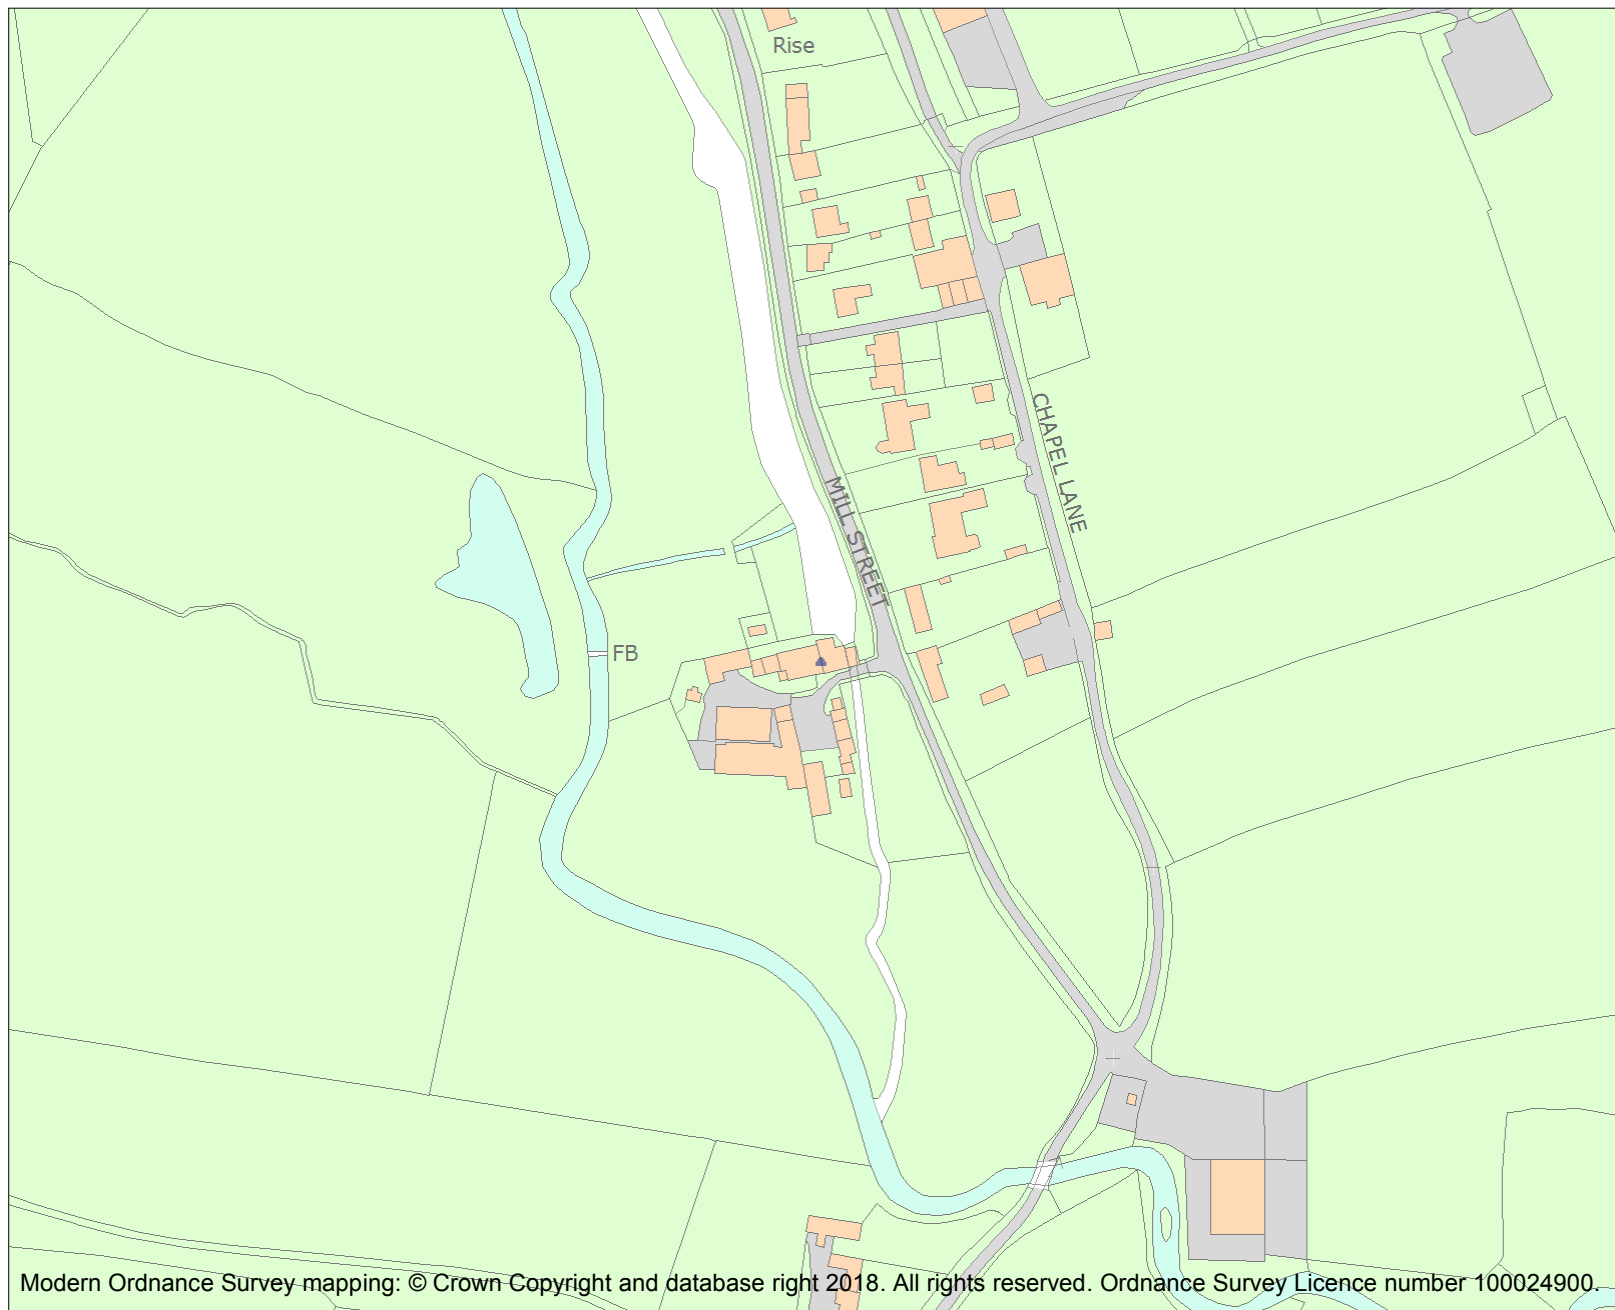 Rise
CHAPEL LANE
MILL STREET
FB
Modern Ordnance Survey mapping: © Crown Copyright and database right 2018. All rights reserved. Ordnance Survey Licence number 100024900.